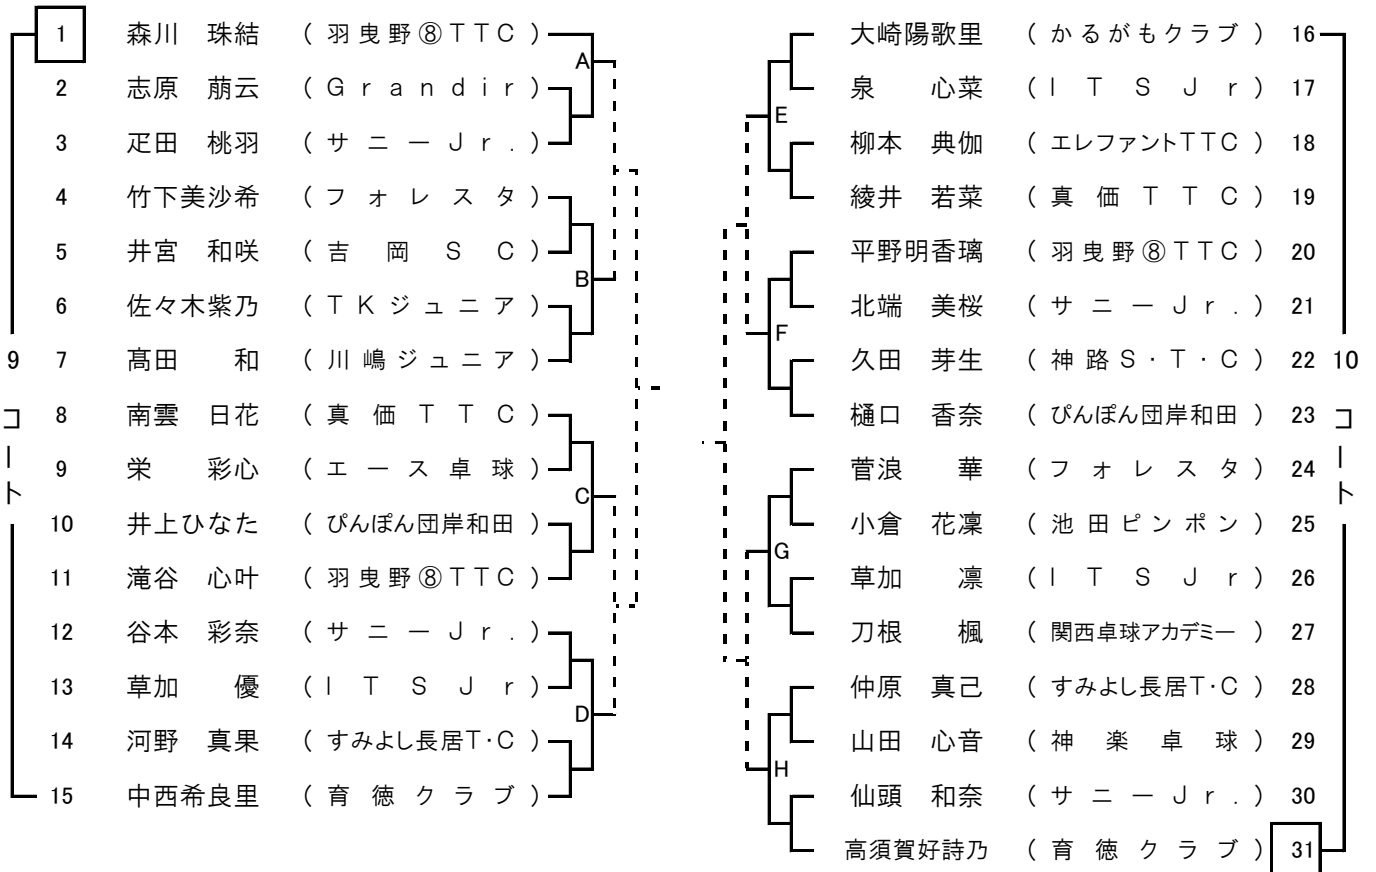 1 森川 珠結 (羽曳野⑧TTC)
2 志原 萠云 (Grandir)
3 疋田 桃羽 (サニーJr.)
4 竹下美沙希 (フォレスタ)
5 井宮 和咲 (吉岡SC)
6 佐々木紫乃 (TKジュニア)
7 髙田 和 (川嶋ジュニア)
8 南雲 日花 (真価TTC)
9 栄 彩心 (エース卓球)
10 井上ひなた (ぴんぽん団岸和田)
11 滝谷 心叶 (羽曳野⑧TTC)
12 谷本 彩奈 (サニーJr.)
13 草加 優 (ITSJr)
14 河野 真果 (すみよし長居T・C)
15 中西希良里 (育徳クラブ)
9コート
A
B
C
D
大崎陽歌里 (かるがもクラブ) 16
泉 心菜 (ITSJr) 17
柳本 典伽 (エレファントTTC) 18
綾井 若菜 (真価TTC) 19
平野明香璃 (羽曳野⑧TTC) 20
北端 美桜 (サニーJr.) 21
久田 芽生 (神路S・T・C) 22
樋口 香奈 (ぴんぽん団岸和田) 23
菅浪 華 (フォレスタ) 24
小倉 花凜 (池田ピンポン) 25
草加 凛 (ITSJr) 26
刀根 楓 (関西卓球アカデミー) 27
仲原 真己 (すみよし長居T・C) 28
山田 心音 (神楽卓球) 29
仙頭 和奈 (サニーJr.) 30
高須賀好詩乃 (育徳クラブ) 31
10コート
E
F
G
H